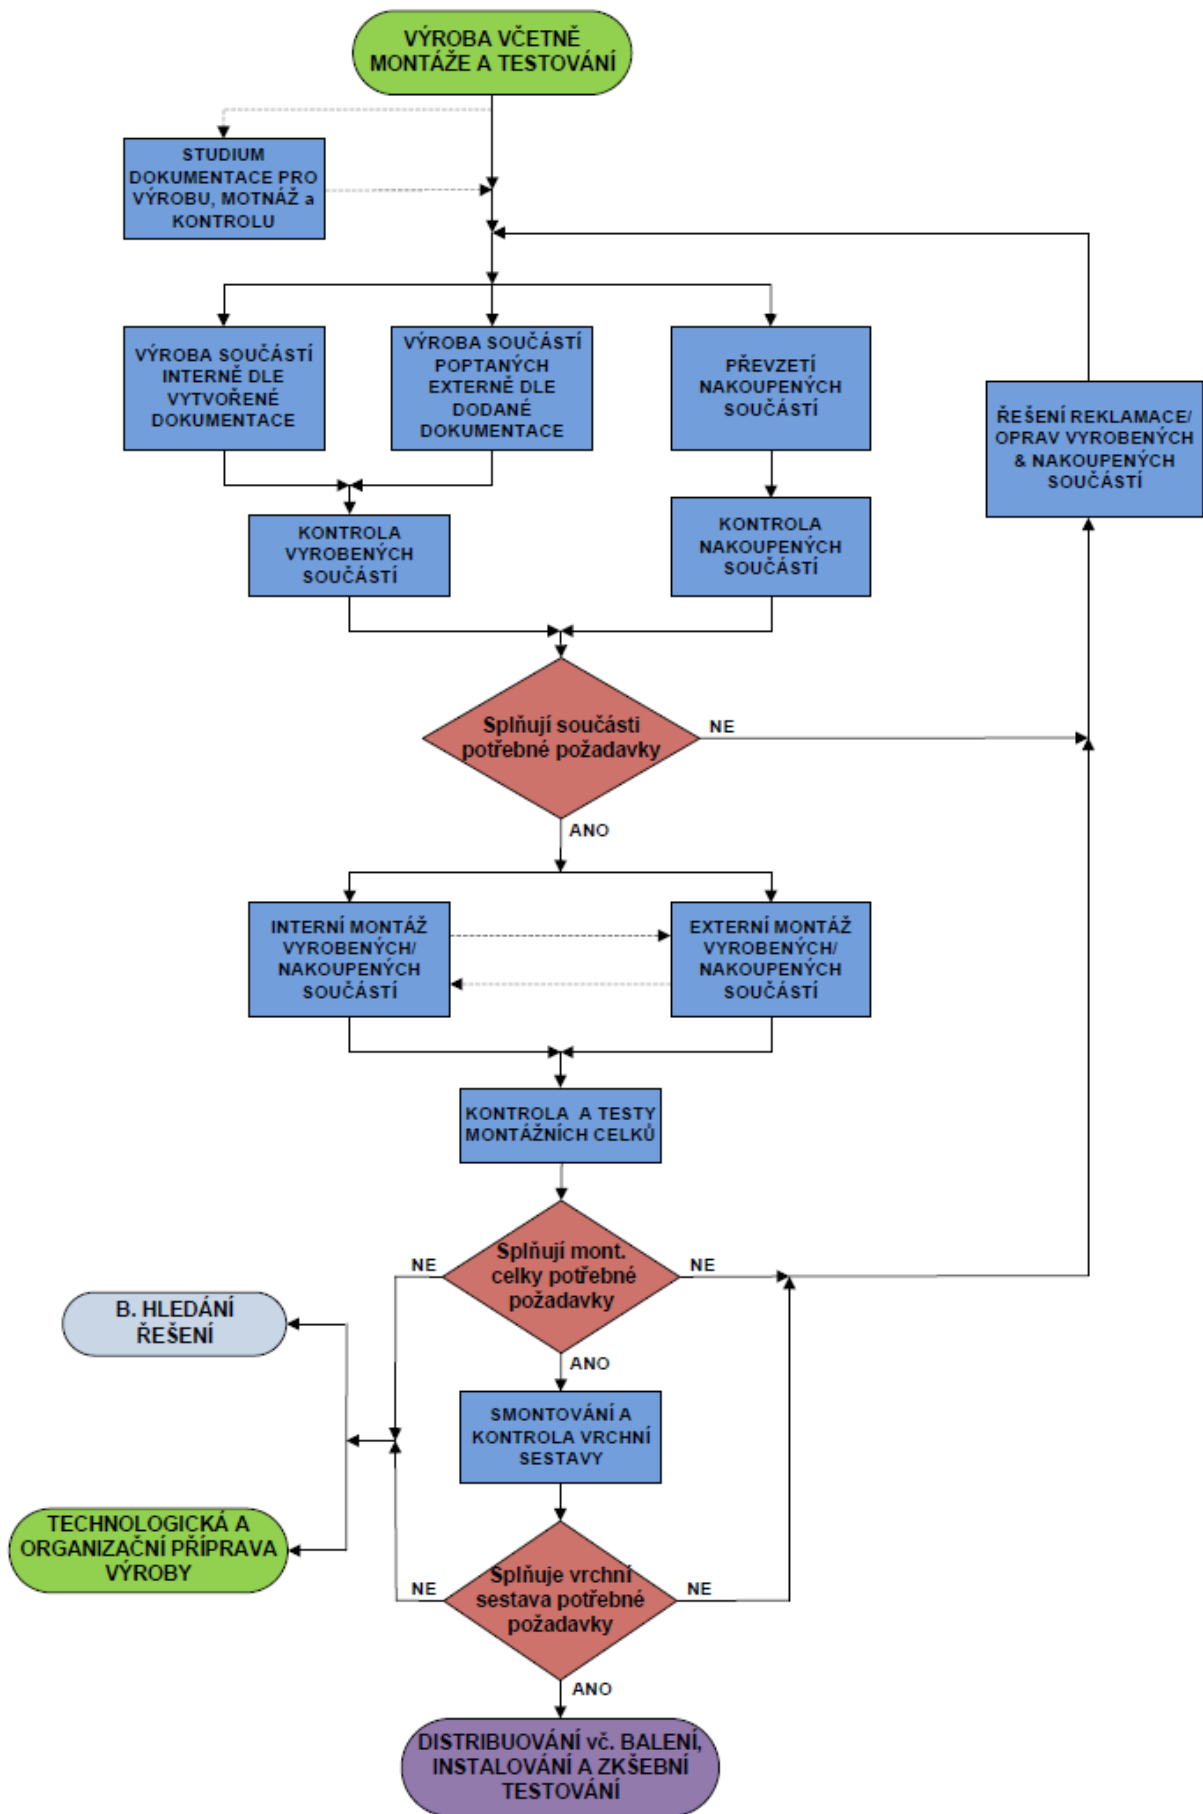 VÝROBA VČETNĚ
MONTÁŽE A TESTOVÁNÍ
STUDIUM
DOKUMENTACE PRO
VÝROBU, MOTNÁŽ a
KONTROLU
VÝROBA SOUČÁSTÍ
INTERNĚ DLE
VYTVOŘENÉ
DOKUMENTACE
VÝROBA SOUČÁSTÍ
POPTANÝCH
EXTERNĚ DLE
DODANÉ
DOKUMENTACE
PŘEVZETÍ
NAKOUPENÝCH
SOUČÁSTÍ
ŘEŠENÍ REKLAMACE/
OPRAV VYROBENÝCH
& NAKOUPENÝCH
SOUČÁSTÍ
KONTROLA
VYROBENÝCH
SOUČÁSTÍ
KONTROLA
NAKOUPENÝCH
SOUČÁSTÍ
Splňují součásti
potřebné požadavky
NE
ANO
INTERNÍ MONTÁŽ
VYROBENÝCH/
NAKOUPENÝCH
SOUČÁSTÍ
EXTERNÍ MONTÁŽ
VYROBENÝCH/
NAKOUPENÝCH
SOUČÁSTÍ
KONTROLA A TESTY
MONTÁŽNÍCH CELKŮ
Splňují mont.
celky potřebné
požadavky
NE
NE
ANO
B. HLEDÁNÍ
ŘEŠENÍ
SMONTOVÁNÍ A
KONTROLA VRCHNÍ
SESTAVY
TECHNOLOGICKÁ A
ORGANIZAČNÍ PŘÍPRAVA
VÝROBY
Splňuje vrchní
sestava potřebné
požadavky
NE
NE
ANO
DISTRIBUOVÁNÍ vč. BALENÍ,
INSTALOVÁNÍ A ZKŠEBNÍ
TESTOVÁNÍ